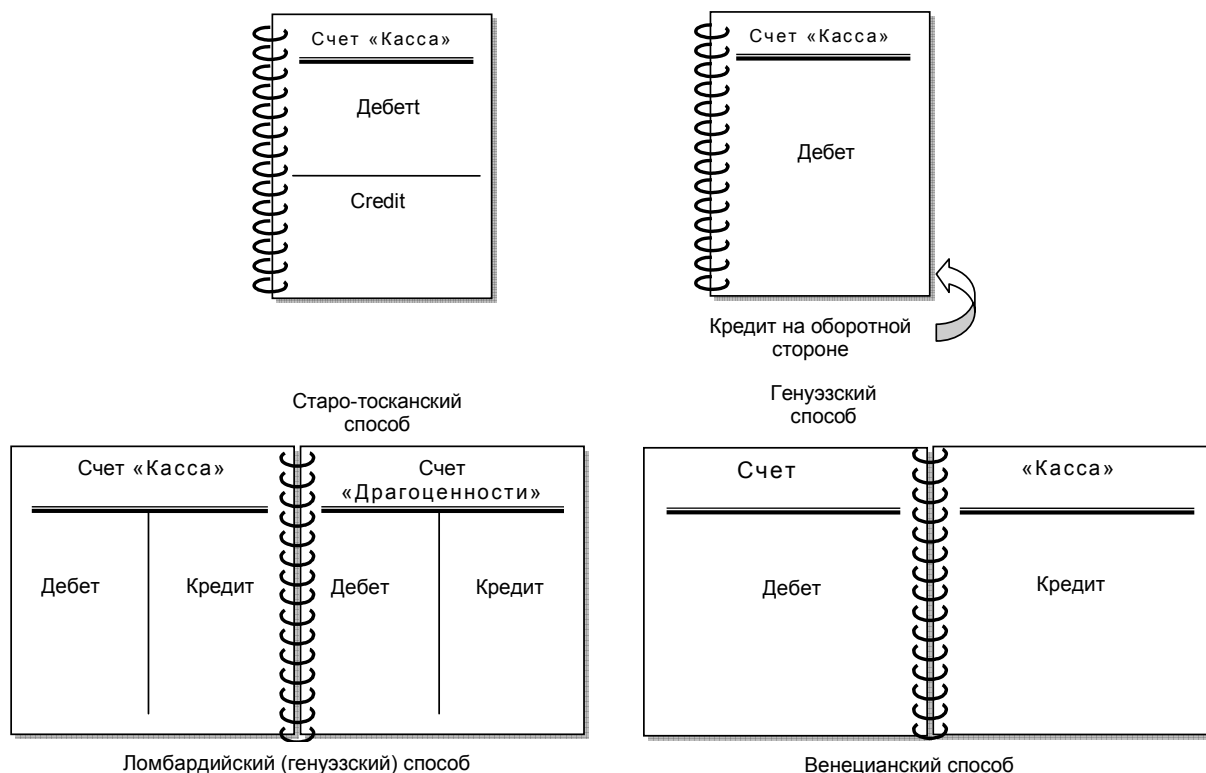 Счет «Касса»
Дебетt
Credit
Старо-тосканский
способ
Счет «Касса»
Дебет
Кредит на оборотной
стороне
Генуэзский
способ
Счет «Касса»
Дебет
Кредит
Счет
«Драгоценности»
Дебет
Кредит
Ломбардийский (генуэзский) способ
Счет
«Касса»
Дебет
Кредит
Венецианский способ